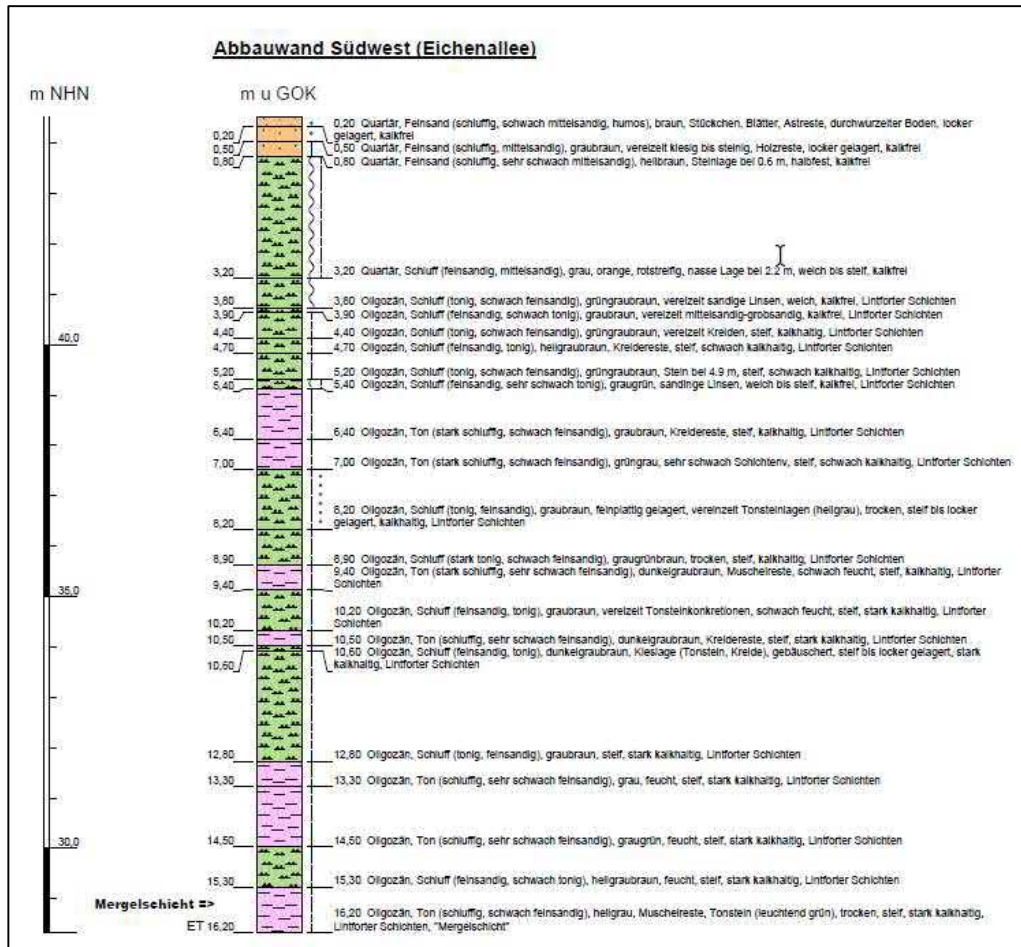 Abbauwand Südwest (Eichenallee)
m NHN
m u GOK
0,20
0,20 Quartär, Feinsand (schluffig, schwach mittelsandig, humos), braun, Stückchen, Blätter, Astreste, durchwurzelter Boden, locker
gelagert, kalkfrei
0,50
0,50 Quartär, Feinsand (schluffig, mittelsandig), graubraun, vereizelt kiesig bis steinig, Holzreste, locker gelagert, kalkfrei
0,80
0,80 Quartär, Feinsand (schluffig, sehr schwach mittelsandig), hellbraun, Steinlage bei 0.6 m, halbfest, kalkfrei
3,20
3,20 Quartär, Schluff (feinsandig, mittelsandig), grau, orange, rotstreifig, nasse Lage bei 2.2 m, weich bis steif, kalkfrei
3,80
3,80 Oligozän, Schluff (tonig, schwach feinsandig), grüngraubraun, vereizelt sandige Linsen, weich, kalkfrei, Lintforter Schichten
3,90
3,90 Oligozän, Schluff (feinsandig, schwach tonig), graubraun, vereizelt mittelsandig-grobsandig, kalkfrei, Lintforter Schichten
4,40
4,40 Oligozän, Schluff (tonig, schwach feinsandig), grüngraubraun, vereizelt Kreiden, steif, kalkhaltig, Lintforter Schichten
40,0
4,70
4,70 Oligozän, Schluff (feinsandig, tonig), hellgraubraun, Kreidereste, steif, schwach kalkhaltig, Lintforter Schichten
5,20
5,20 Oligozän, Schluff (tonig, schwach feinsandig), grüngraubraun, Stein bei 4.9 m, steif, schwach kalkhaltig, Lintforter Schichten
5,40
5,40 Oligozän, Schluff (feinsandig, sehr schwach tonig), graugrün, sandinge Linsen, weich bis steif, kalkfrei, Lintforter Schichten
6,40
6,40 Oligozän, Ton (stark schluffig, schwach feinsandig), graubraun, Kreidereste, steif, kalkhaltig, Lintforter Schichten
7,00
7,00 Oligozän, Ton (stark schluffig, schwach feinsandig), grüngrau, sehr schwach Schichtenv, steif, schwach kalkhaltig, Lintforter Schichten
8,20
8,20 Oligozän, Schluff (tonig, feinsandig), graubraun, feinplattig gelagert, vereinzelt Tonsteinlagen (hellgrau), trocken, steif bis locker
gelagert, kalkhaltig, Lintforter Schichten
8,90
8,90 Oligozän, Schluff (stark tonig, schwach feinsandig), graugrünbraun, trocken, steif, kalkhaltig, Lintforter Schichten
9,40
9,40 Oligozän, Ton (stark schluffig, sehr schwach feinsandig), dunkelgraubraun, Muschelreste, schwach feucht, steif, kalkhaltig, Lintforter
Schichten
35,0
10,20
10,20 Oligozän, Schluff (feinsandig, tonig), graubraun, vereizelt Tonsteinkonkretionen, schwach feucht, steif, stark kalkhaltig, Lintforter
Schichten
10,50
10,50 Oligozän, Ton (schluffig, sehr schwach feinsandig), dunkelgraubraun, Kreidereste, steif, stark kalkhaltig, Lintforter Schichten
10,60
10,60 Oligozän, Schluff (feinsandig, tonig), dunkelgraubraun, Kieslage (Tonstein, Kreide), gebäuschert, steif bis locker gelagert, stark
kalkhaltig, Lintforter Schichten
12,80
12,80 Oligozän, Schluff (tonig, feinsandig), graubraun, steif, stark kalkhaltig, Lintforter Schichten
13,30
13,30 Oligozän, Ton (schluffig, sehr schwach feinsandig), grau, feucht, steif, stark kalkhaltig, Lintforter Schichten
30,0
14,50
14,50 Oligozän, Ton (schluffig, sehr schwach feinsandig), graugrün, feucht, steif, stark kalkhaltig, Lintforter Schichten
15,30
15,30 Oligozän, Schluff (feinsandig, schwach tonig), hellgraubraun, feucht, steif, stark kalkhaltig, Lintforter Schichten
Mergelschicht =>
ET 16,20
16,20 Oligozän, Ton (schluffig, schwach feinsandig), hellgrau, Muschelreste, Tonstein (leuchtend grün), trocken, steif, stark kalkhaltig,
Lintforter Schichten, "Mergelschicht"